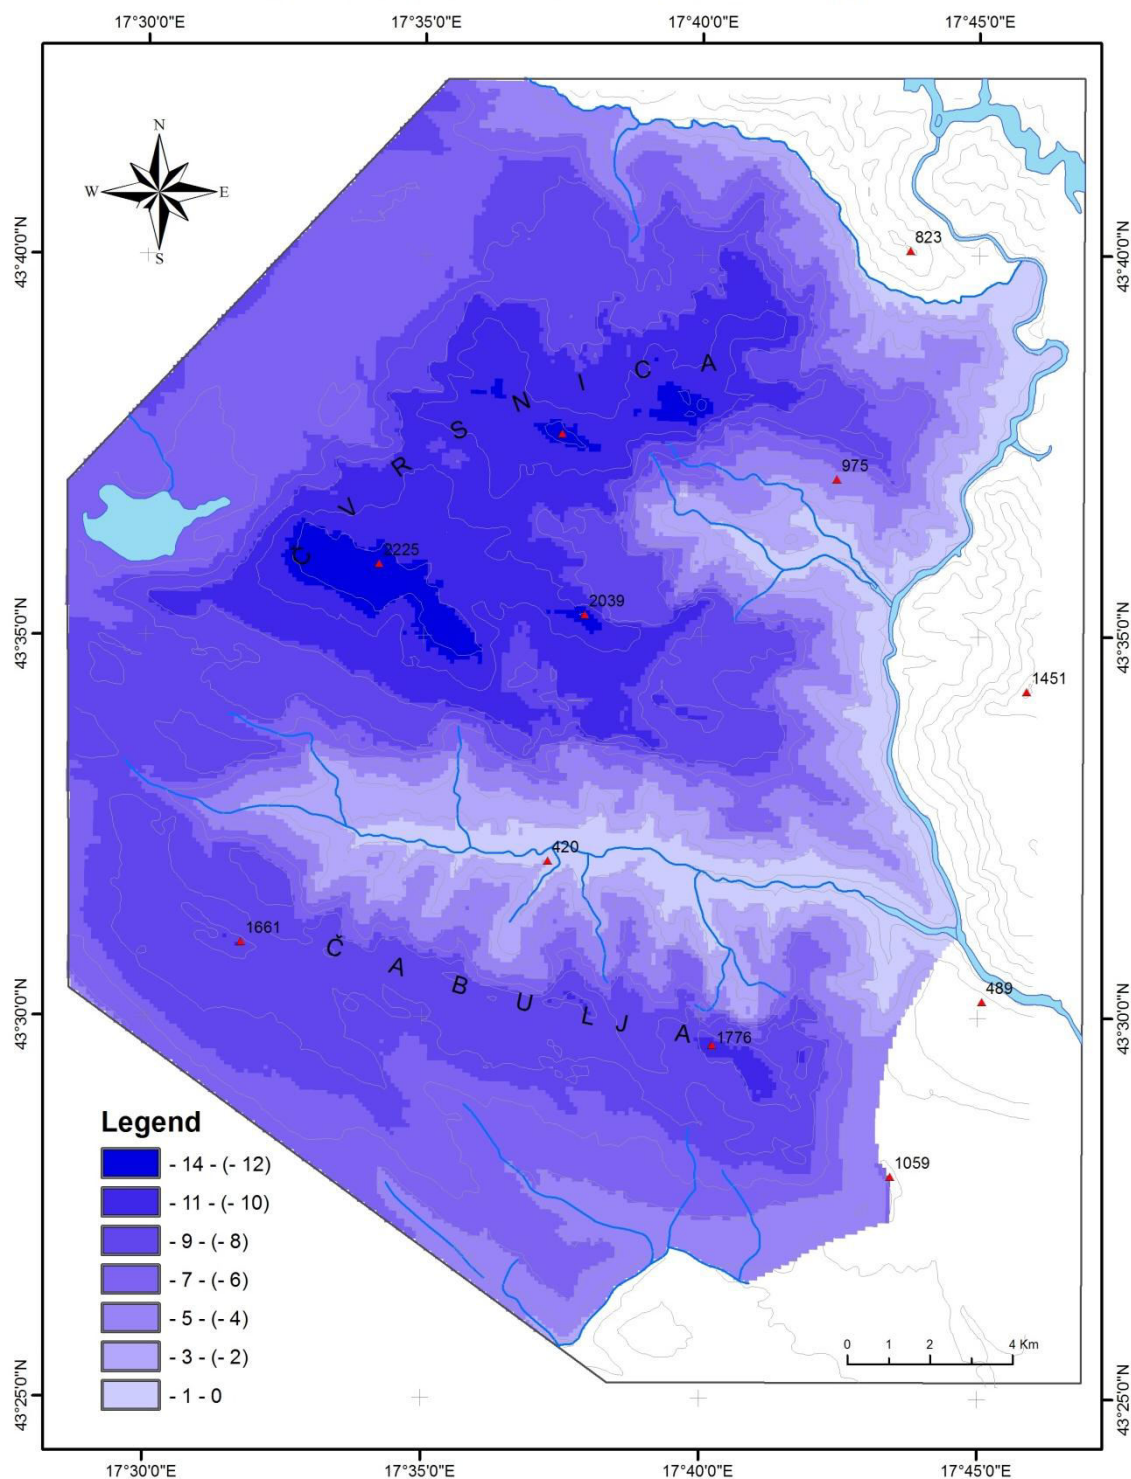 17°30'0"E 17°35'0"E 17°40'0"E 17°45'0"E
N
W E
S
43°40'0"N 43°40'0"N
823
ČVRSNICA
975
2225
2039
43°35'0"N 43°35'0"N
1451
420
1661
ČABULJA
489
43°30'0"N 43°30'0"N
1776
Legend
- 14 - (- 12)
- 11 - (- 10)
- 9 - (- 8)
- 7 - (- 6)
- 5 - (- 4)
- 3 - (- 2)
- 1 - 0
1059
0 1 2 4 Km
43°25'0"N 43°25'0"N
17°30'0"E 17°35'0"E 17°40'0"E 17°45'0"E